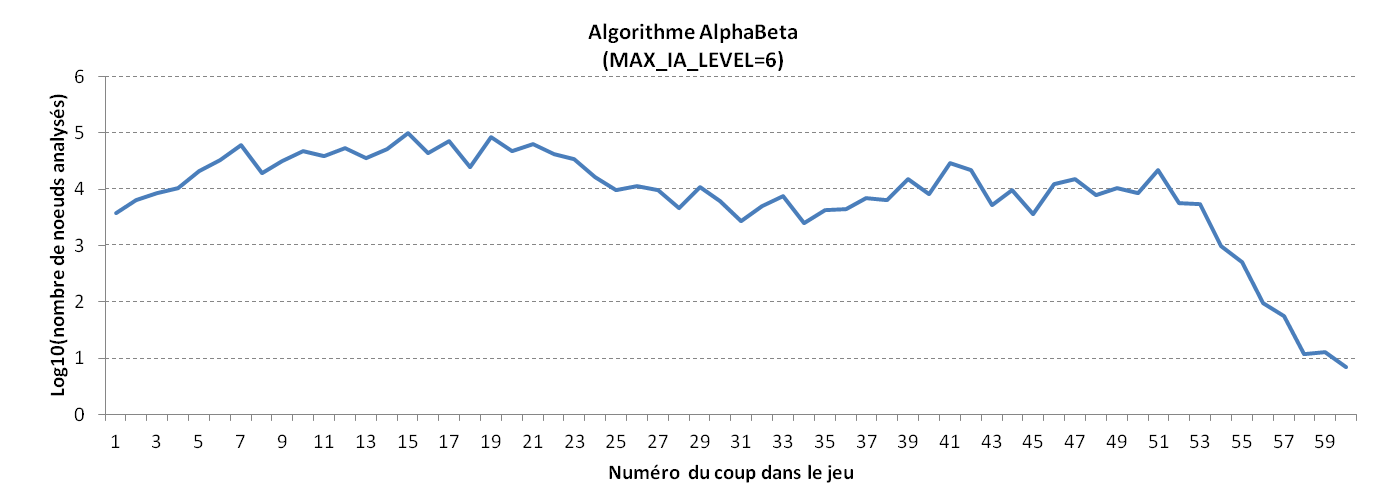 Algorithme AlphaBeta
(MAX_IA_LEVEL=6)
Log10(nombre de noeuds analysés)
6
5
4
3
2
1
0
1 3 5 7 9 11 13 15 17 19 21 23 25 27 29 31 33 35 37 39 41 43 45 47 49 51 53 55 57 59
Numéro du coup dans le jeu